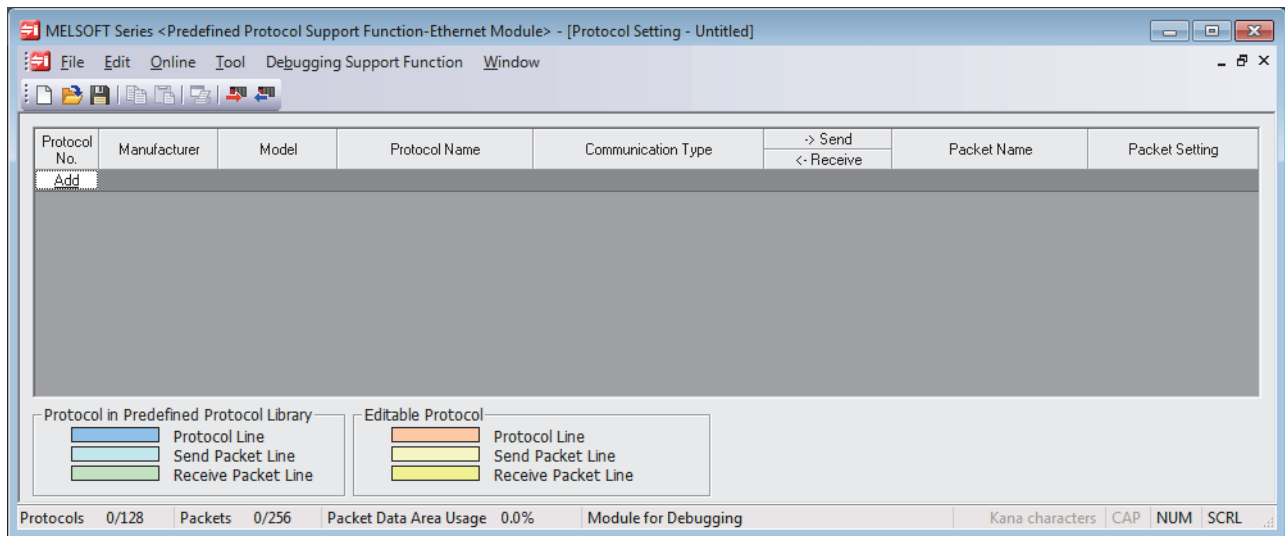 MELSOFT Series <Predefined Protocol Support Function-Ethernet Module> - [Protocol Setting - Untitled]
File Edit Online Tool Debugging Support Function Window
Protocol No. Manufacturer Model Protocol Name Communication Type -> Send <- Receive Packet Name Packet Setting
Add
Protocol in Predefined Protocol Library
Protocol Line
Send Packet Line
Receive Packet Line
Editable Protocol
Protocol Line
Send Packet Line
Receive Packet Line
Protocols 0/128 Packets 0/256 Packet Data Area Usage 0.0% Module for Debugging Kana characters CAP NUM SCRL